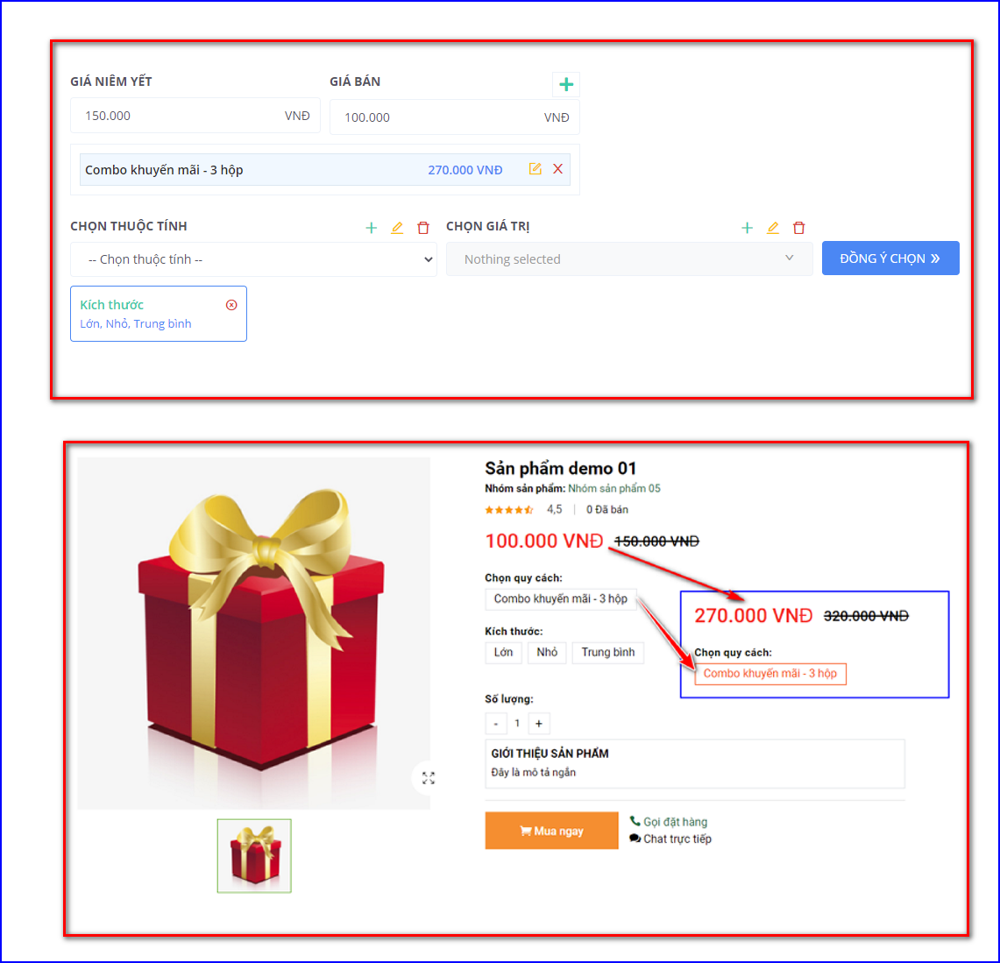 GIÁ NIÊM YẾT
GIÁ BÁN
150.000 VNĐ
100.000 VNĐ
Combo khuyến mãi - 3 hộp 270.000 VNĐ
CHỌN THUỘC TÍNH
CHỌN GIÁ TRỊ
-- Chọn thuộc tính --
Nothing selected
ĐỒNG Ý CHỌN »
Kích thước
Lớn, Nhỏ, Trung bình
Sản phẩm demo 01
Nhóm sản phẩm: Nhóm sản phẩm 05
4,5 | 0 Đã bán
100.000 VNĐ 150.000 VNĐ
Chọn quy cách:
Combo khuyến mãi - 3 hộp
270.000 VNĐ 320.000 VNĐ
Chọn quy cách:
Combo khuyến mãi - 3 hộp
Kích thước:
Lớn Nhỏ Trung bình
Số lượng:
- 1 +
GIỚI THIỆU SẢN PHẨM
Đây là mô tả ngắn
Mua ngay
Gọi đặt hàng
Chat trực tiếp